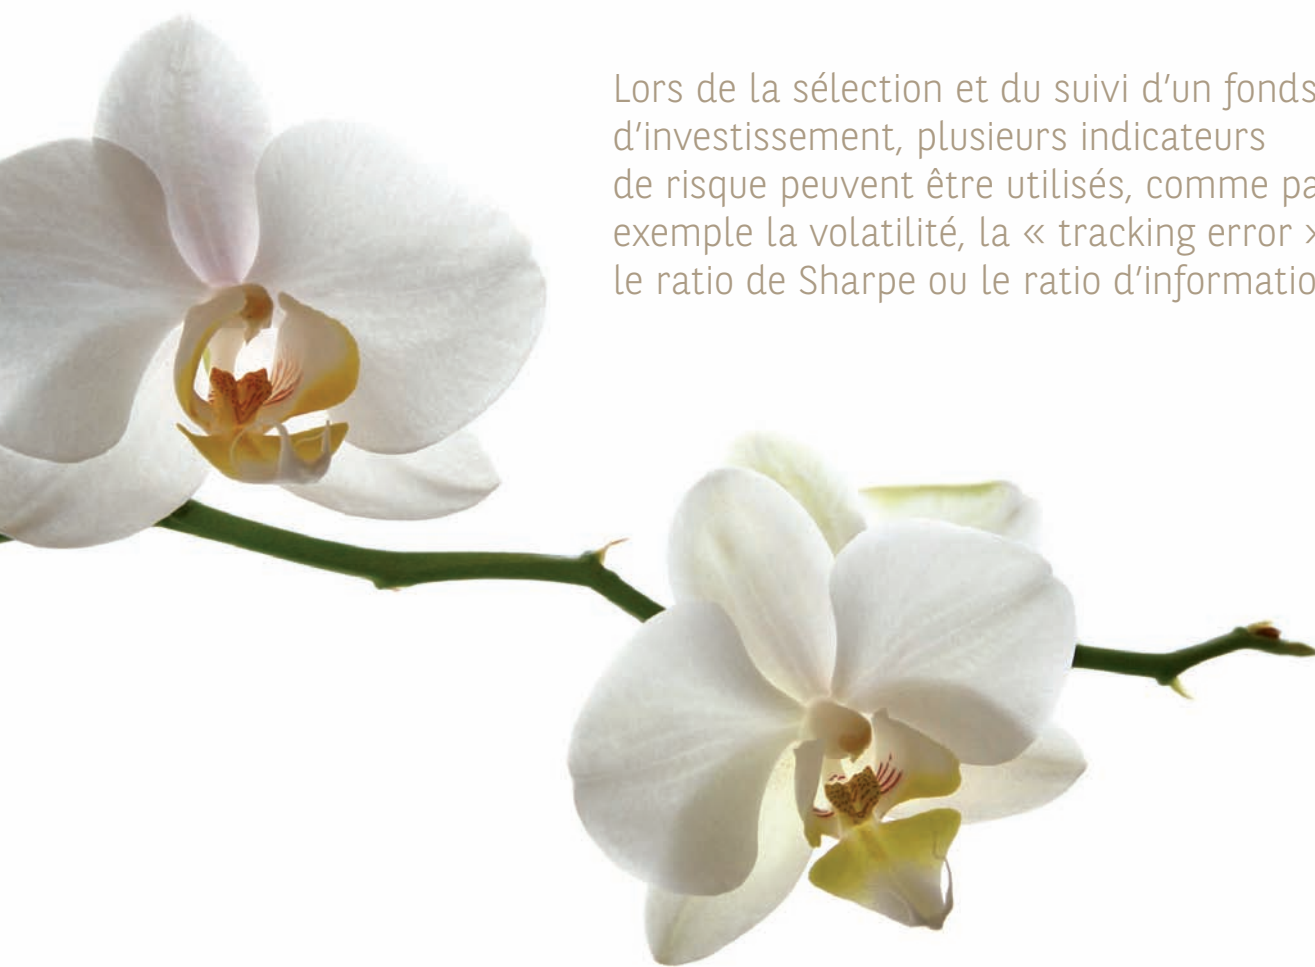 Lors de la sélection et du suivi d’un fonds
d’investissement, plusieurs indicateurs
de risque peuvent être utilisés, comme pa
exemple la volatilité, la « tracking error »
le ratio de Sharpe ou le ratio d’informatio